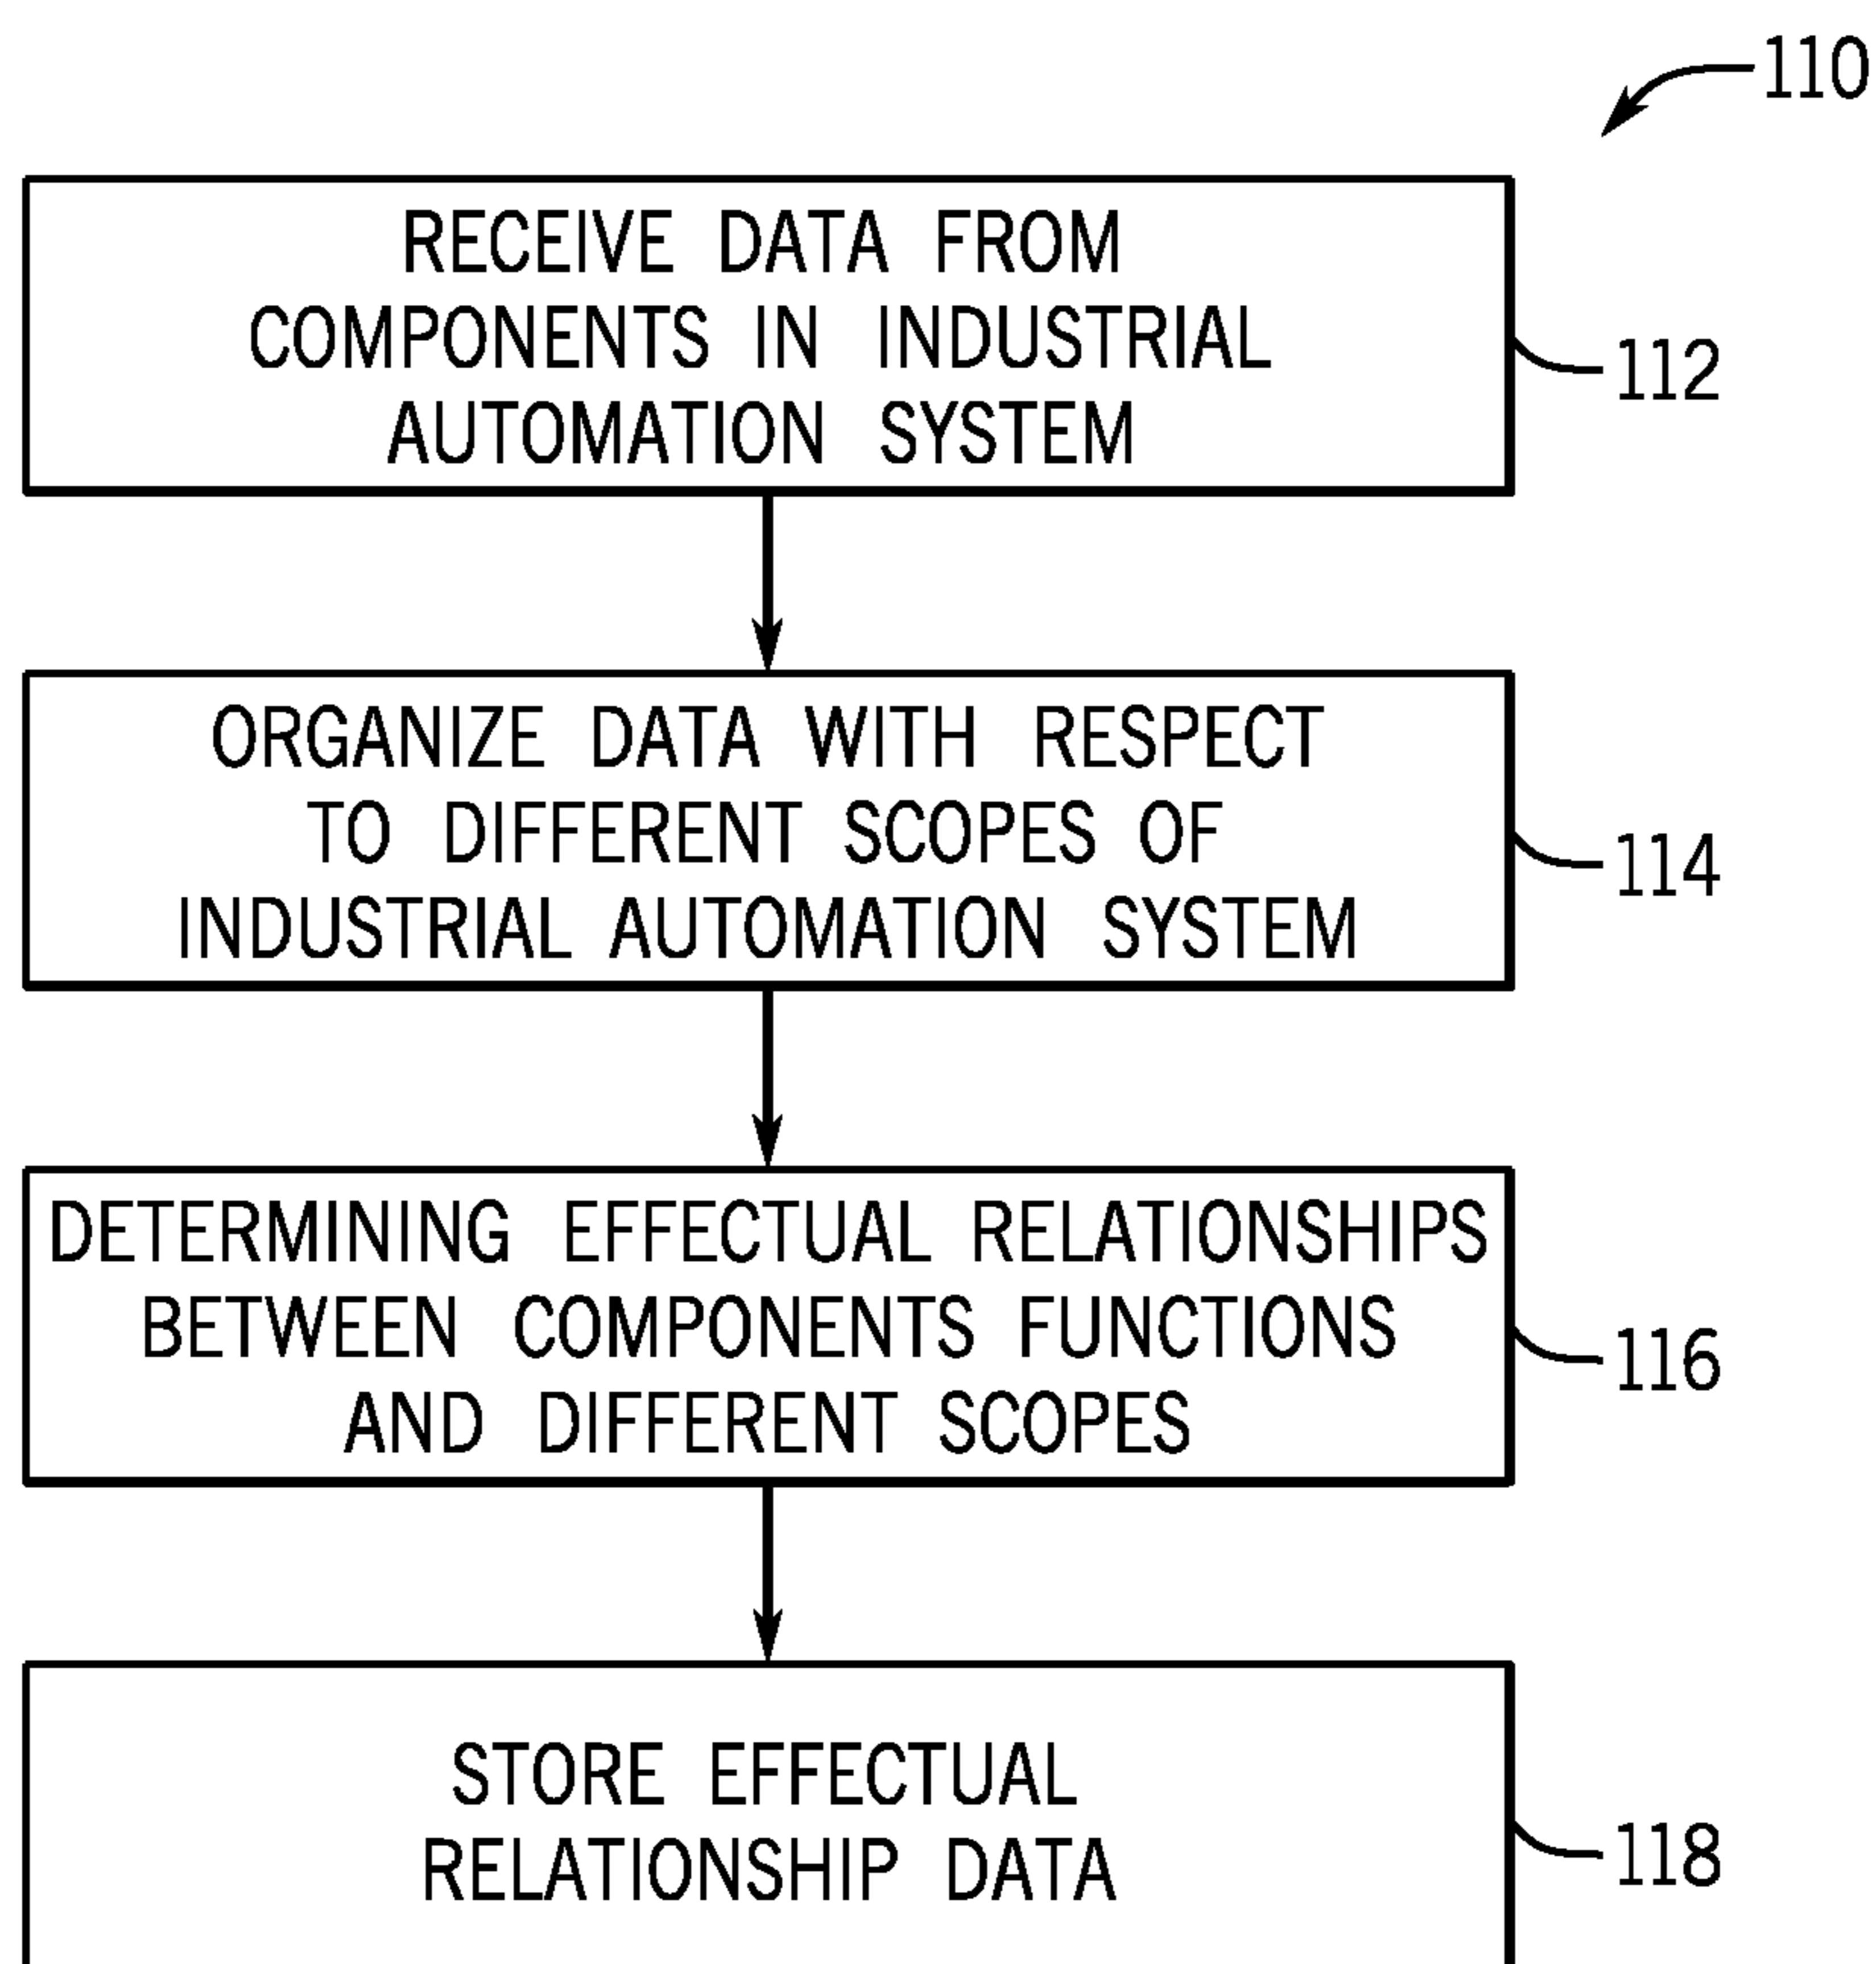 110
RECEIVE DATA FROM
COMPONENTS IN INDUSTRIAL
AUTOMATION SYSTEM
112
ORGANIZE DATA WITH RESPECT
TO DIFFERENT SCOPES OF
INDUSTRIAL AUTOMATION SYSTEM
114
DETERMINING EFFECTUAL RELATIONSHIPS
BETWEEN COMPONENTS FUNCTIONS
AND DIFFERENT SCOPES
116
STORE EFFECTUAL
RELATIONSHIP DATA
118